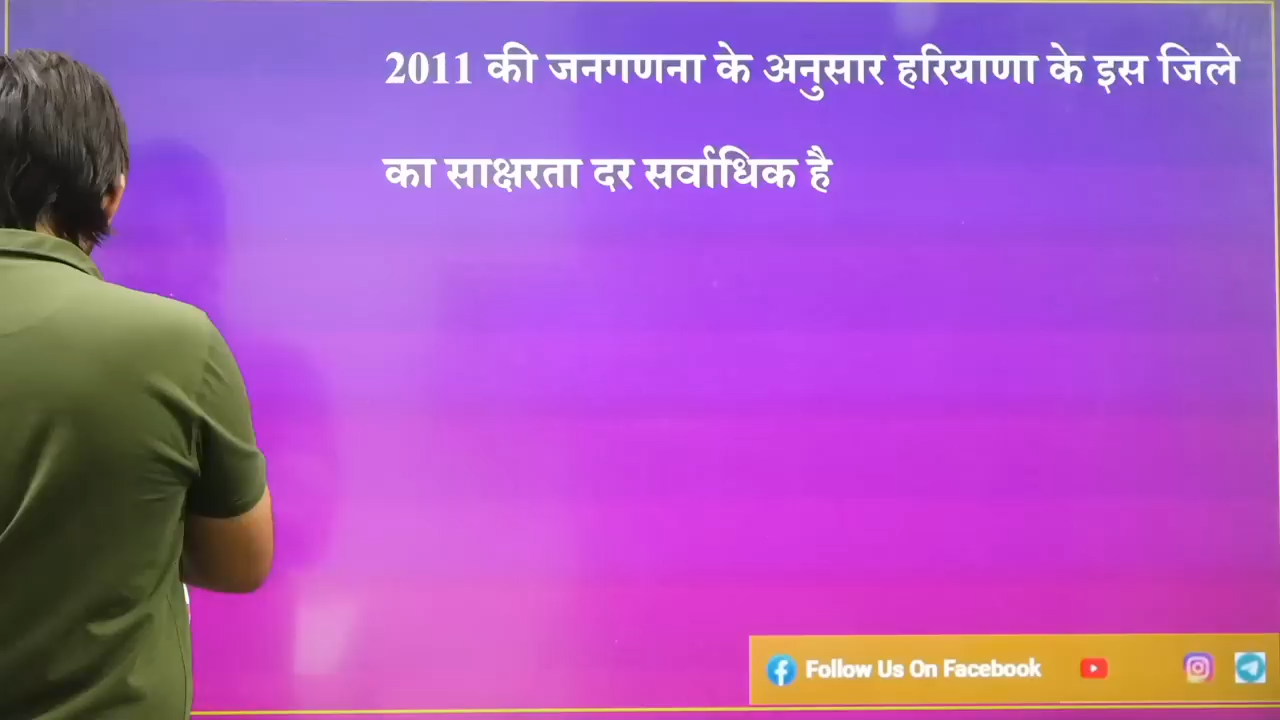 2011 की जनगणना के अनुसार हरियाणा के इस जिले
का साक्षरता दर सर्वाधिक है
Follow Us On Facebook